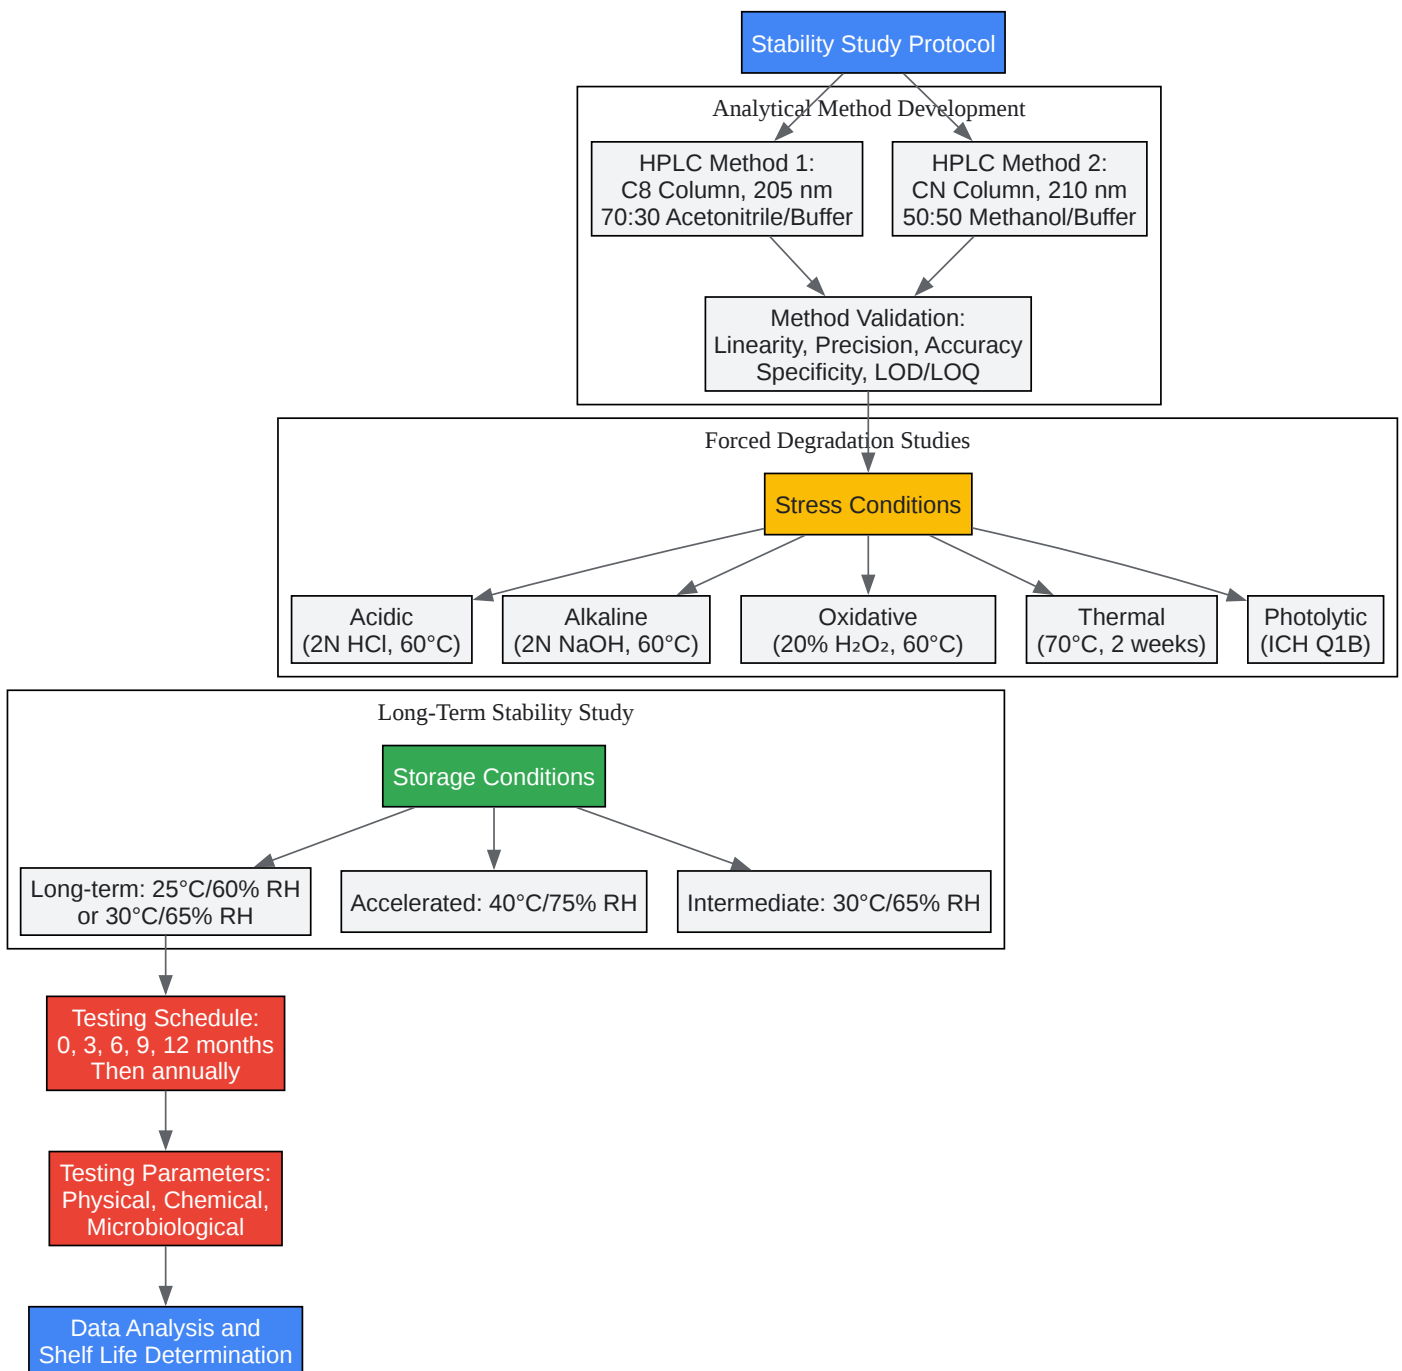 Stability Study Protocol
Analytical Method Development
HPLC Method 1:
C8 Column, 205 nm
70:30 Acetonitrile/Buffer
HPLC Method 2:
CN Column, 210 nm
50:50 Methanol/Buffer
Method Validation:
Linearity, Precision, Accuracy
Specificity, LOD/LOQ
Forced Degradation Studies
Stress Conditions
Acidic
(2N HCl, 60°C)
Alkaline
(2N NaOH, 60°C)
Oxidative
(20% H₂O₂, 60°C)
Thermal
(70°C, 2 weeks)
Photolytic
(ICH Q1B)
Long-Term Stability Study
Storage Conditions
Long-term: 25°C/60% RH
or 30°C/65% RH
Accelerated: 40°C/75% RH
Intermediate: 30°C/65% RH
Testing Schedule:
0, 3, 6, 9, 12 months
Then annually
Testing Parameters:
Physical, Chemical,
Microbiological
Data Analysis and
Shelf Life Determination